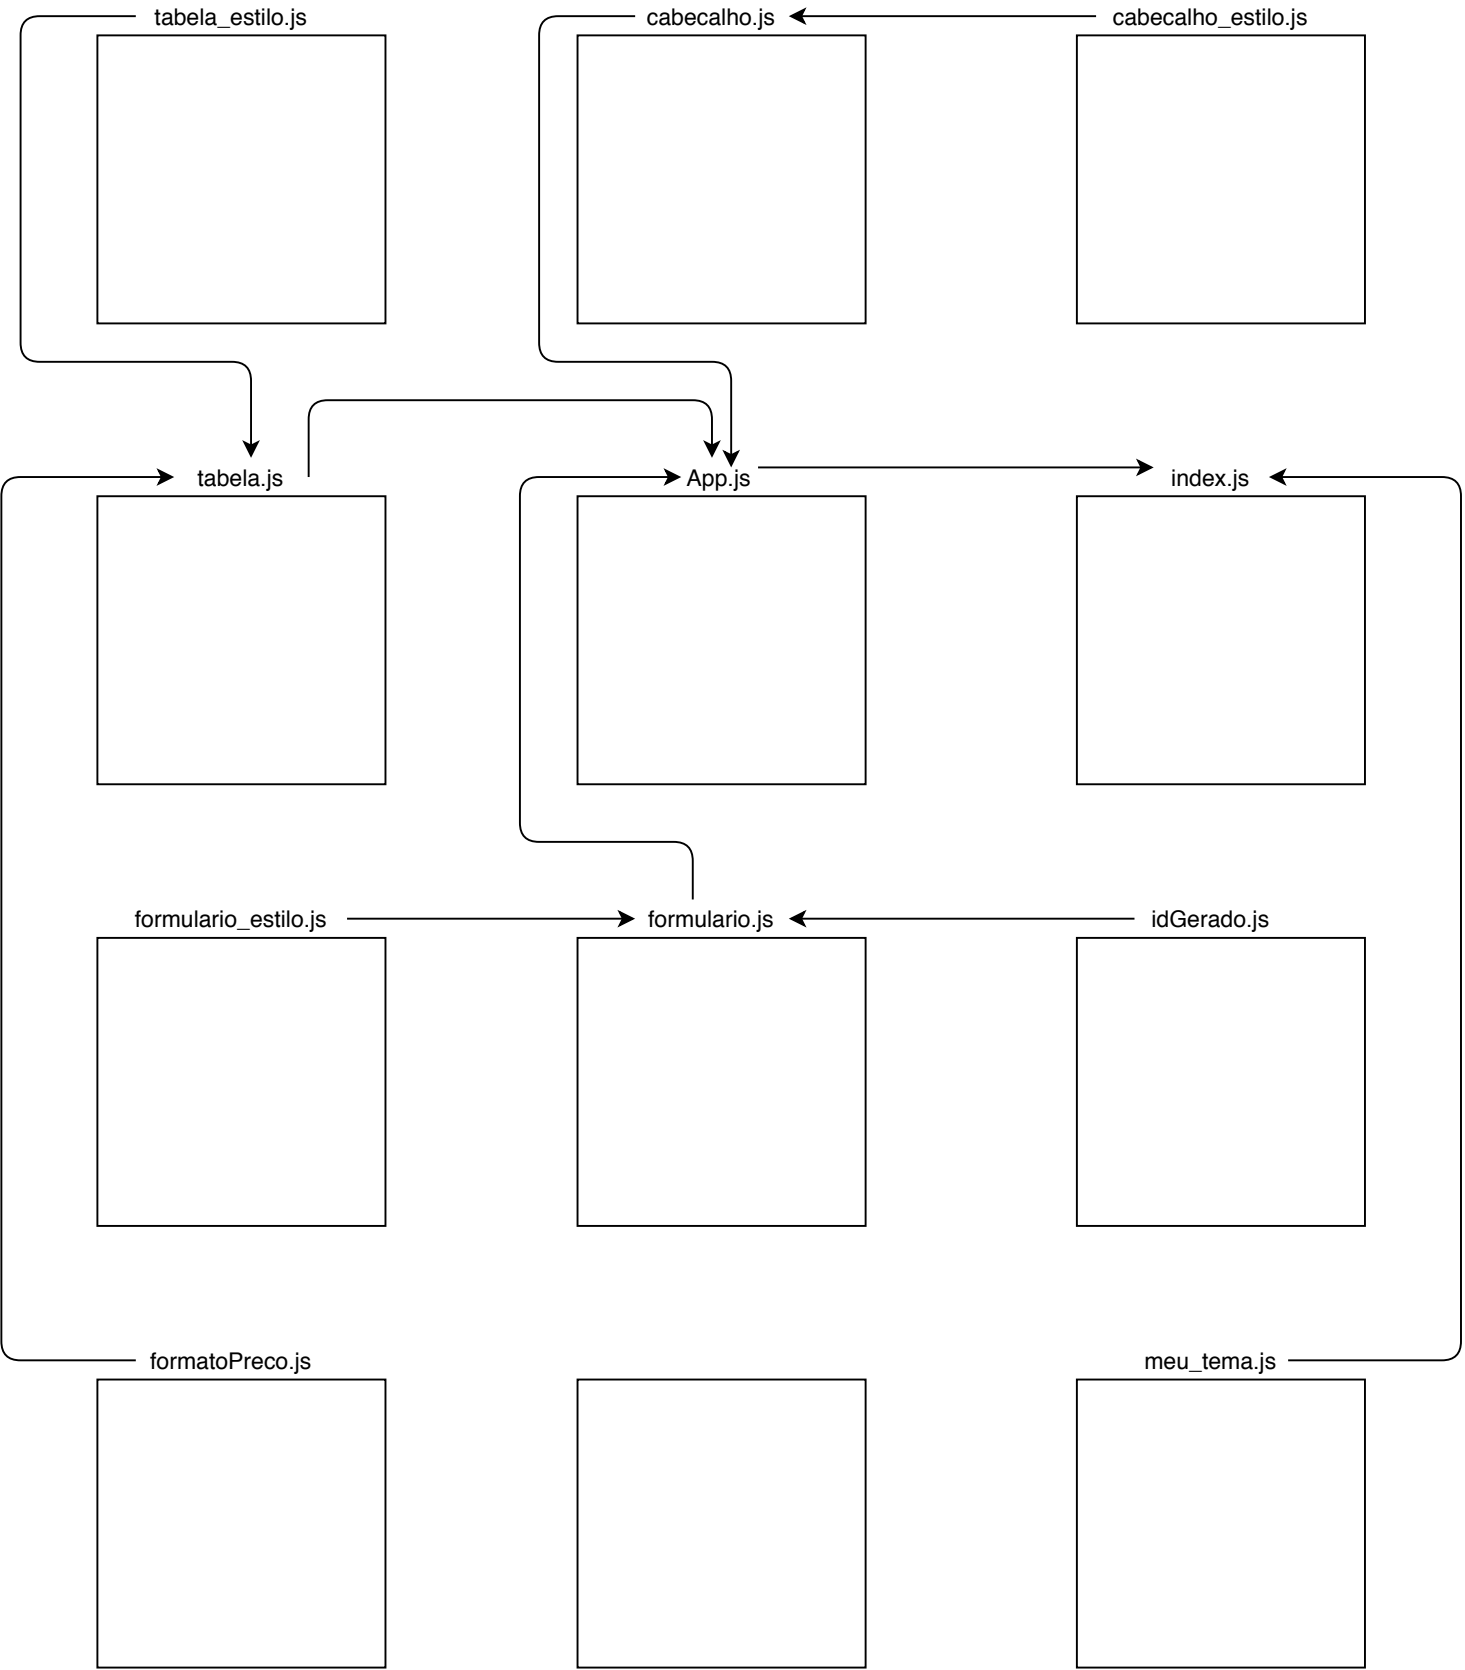 tabela_estilo.js
cabecalho.js
cabecalho_estilo.js
tabela.js
App.js
index.js
formulario_estilo.js
formulario.js
idGerado.js
formatoPreco.js
meu_tema.js